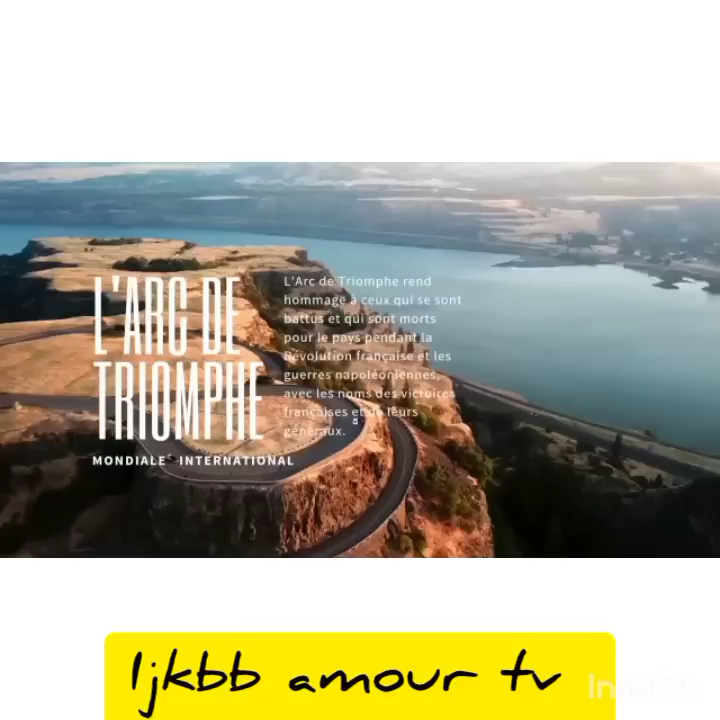 L'ARC DE
TRIOMPHE
MONDIALE INTERNATIONAL
L'Arc de Triomphe rend
hommage à ceux qui se sont
battus et qui sont morts
pour le pays pendant la
Révolution française et les
guerres napoléoniennes,
avec les noms des victoires
françaises et de leurs
généraux.
Ijkbb amour tv